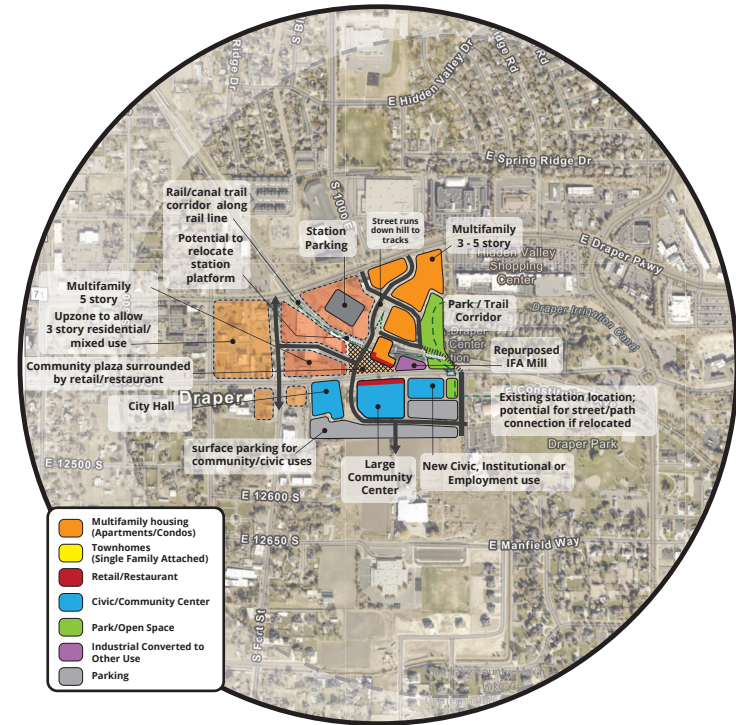 S Bl
Ridge Dr
Ridge Rd
Rd
E Hidden Valley Dr
E Spring Ridge Dr
S 1000 E
Rail/canal trail
corridor along
rail line
Station
Parking
Street runs
down hill to
tracks
Multifamily
3 - 5 story
E Draper Pkwy
Hidden Valley
Shopping
Center
Potential to
relocate
station
platform
Multifamily
5 story
71
Park / Trail
Corridor
Draper Irrigation Canal
Upzone to allow
3 story residential/
mixed use
Draper
Center
Repurposed
IFA Mill
Community plaza surrounded
by retail/restaurant
City Hall
Draper
Existing station location;
potential for street/path
connection if relocated
Draper Park
surface parking for
community/civic uses
Large
Community
Center
New Civic, Institutional or
Employment use
E 12500 S
E 12600 S
E 12650 S
E Manfield Way
S Fort St
Multifamily housing
(Apartments/Condos)
Townhomes
(Single Family Attached)
Retail/Restaurant
Civic/Community Center
Park/Open Space
Industrial Converted to
Other Use
Parking